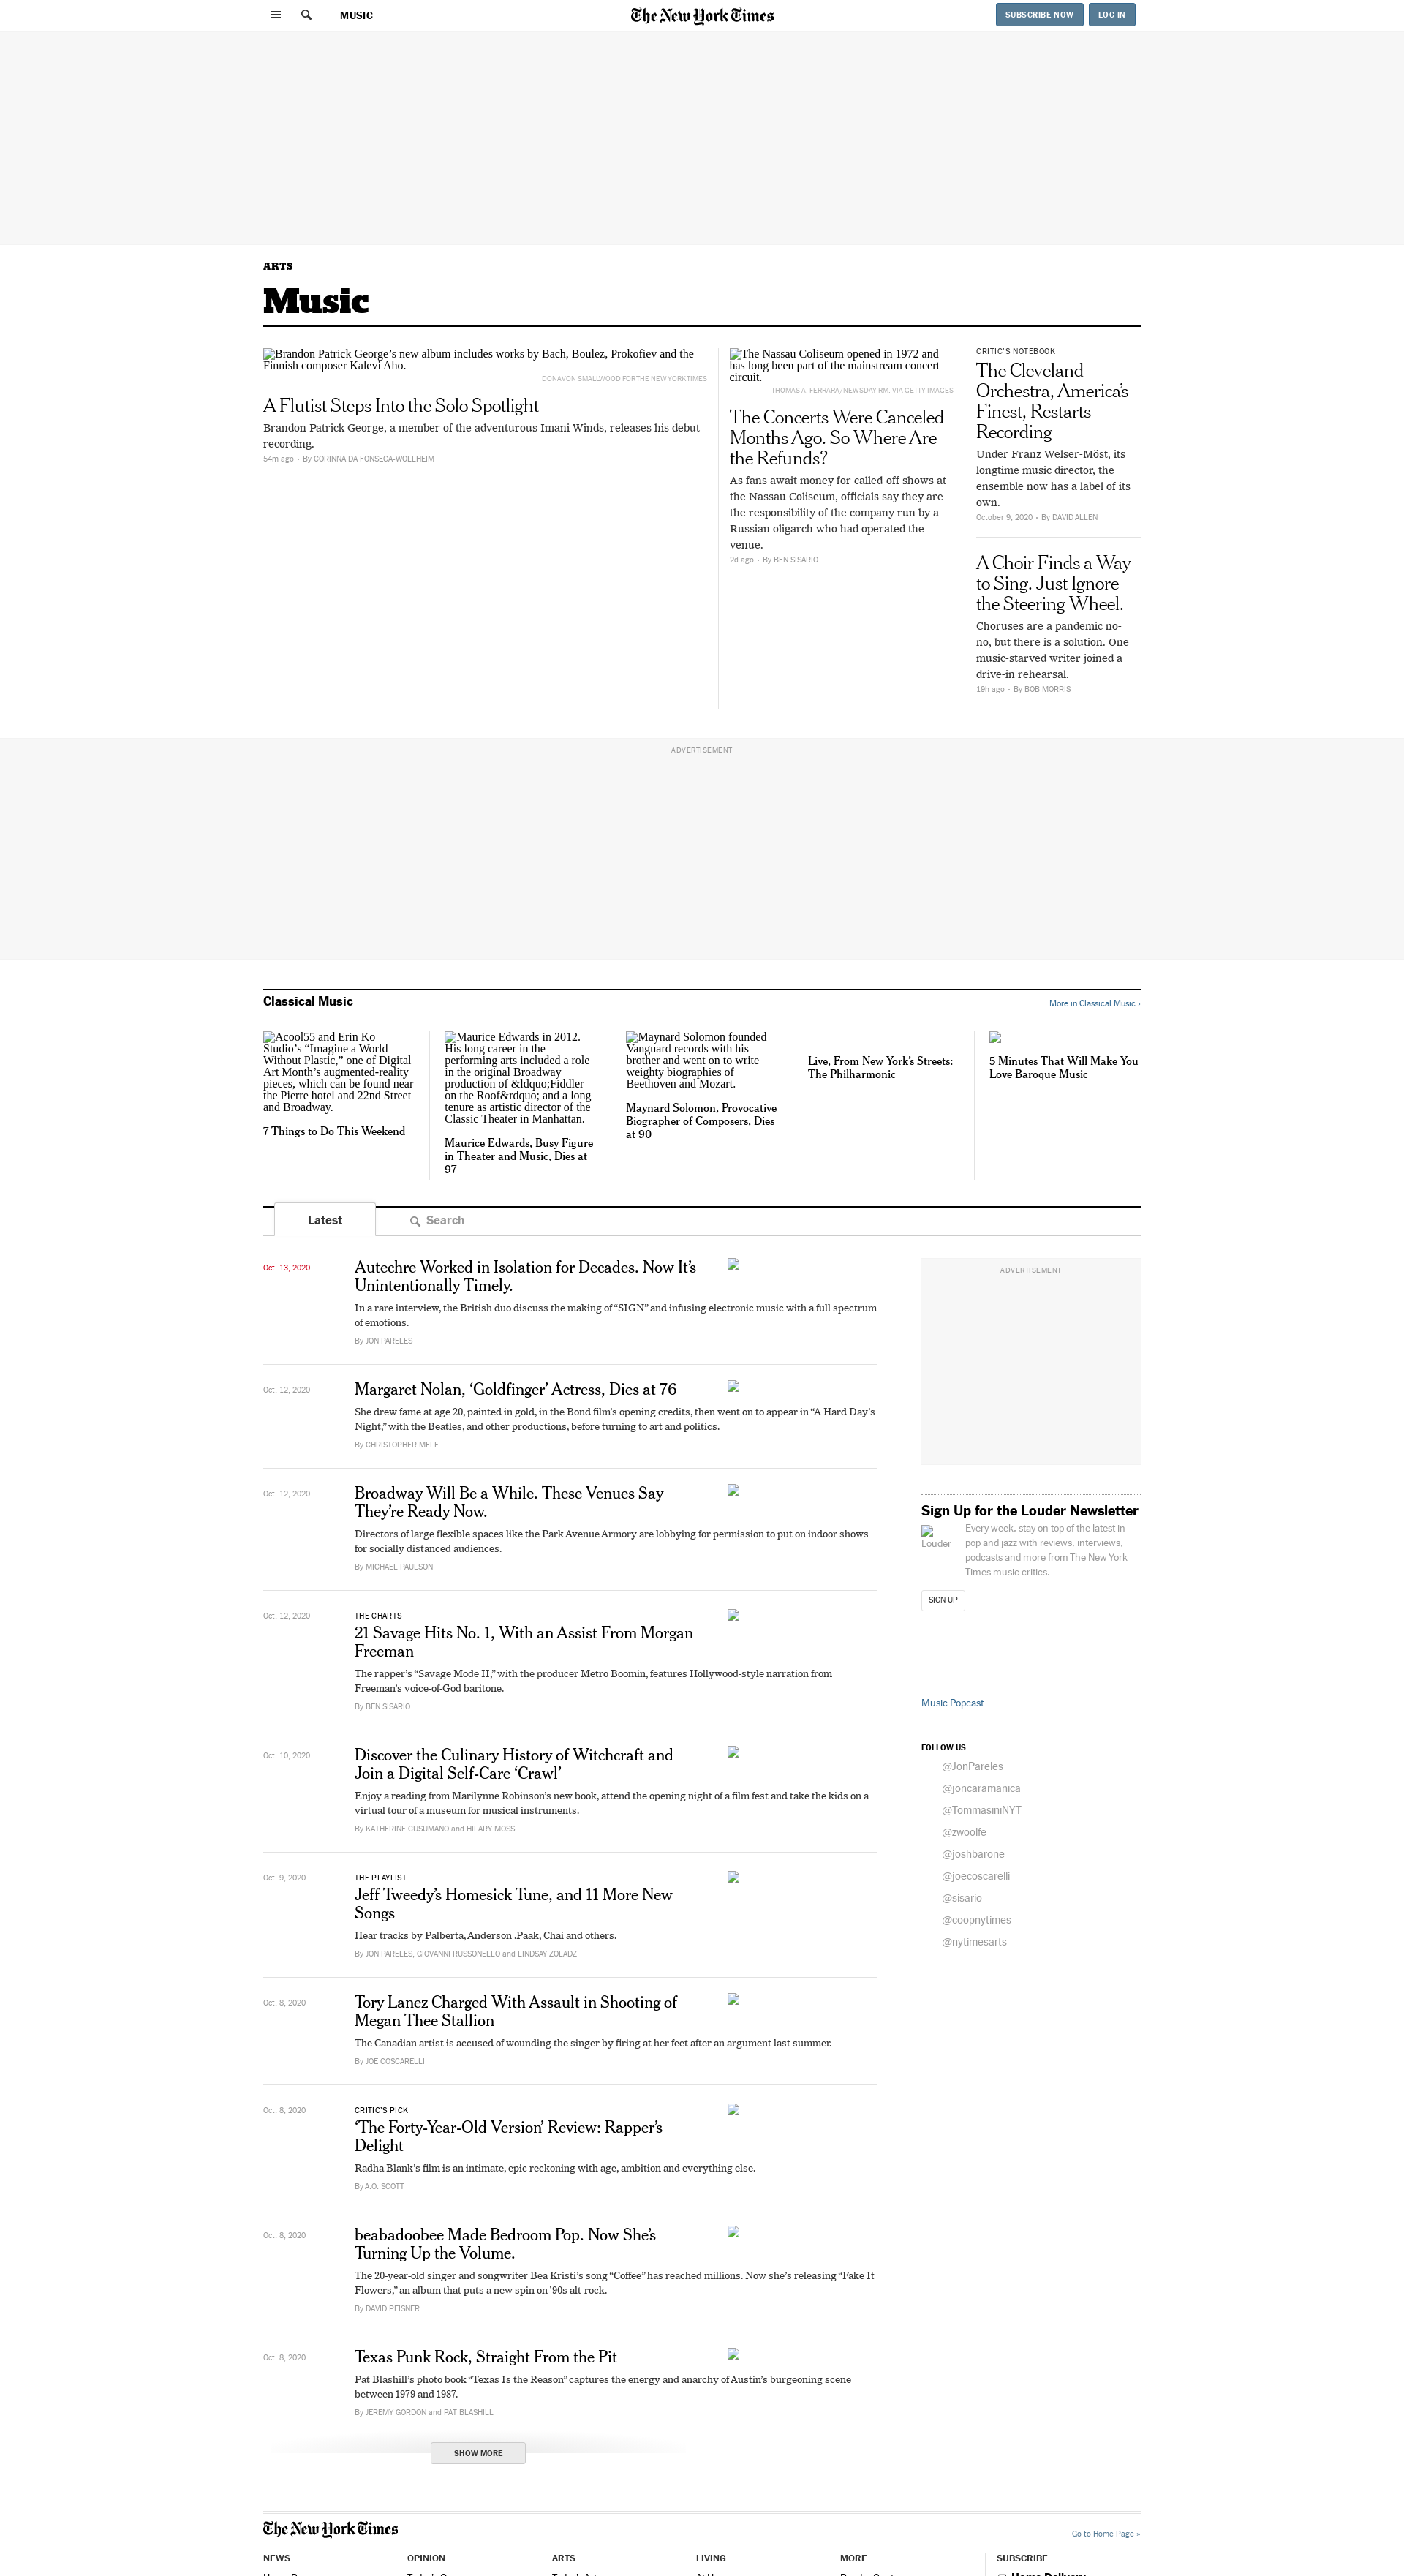 MUSIC
The New York Times
SUBSCRIBE NOW
LOG IN
ARTS
Music
Brandon Patrick George’s new album includes works by Bach, Boulez, Prokofiev and the
Finnish composer Kalevi Aho.
DONAVON SMALLWOOD FOR THE NEW YORK TIMES
A Flutist Steps Into the Solo Spotlight
Brandon Patrick George, a member of the adventurous Imani Winds, releases his debut
recording.
54m ago • By CORINNA DA FONSECA-WOLLHEIM
The Nassau Coliseum opened in 1972 and
has long been part of the mainstream concert
circuit.
THOMAS A. FERRARA/NEWSDAY RM, VIA GETTY IMAGES
The Concerts Were Canceled
Months Ago. So Where Are
the Refunds?
As fans await money for called-off shows at
the Nassau Coliseum, officials say they are
the responsibility of the company run by a
Russian oligarch who had operated the
venue.
2d ago • By BEN SISARIO
CRITIC’S NOTEBOOK
The Cleveland
Orchestra, America’s
Finest, Restarts
Recording
Under Franz Welser-Möst, its
longtime music director, the
ensemble now has a label of its
own.
October 9, 2020 • By DAVID ALLEN
A Choir Finds a Way
to Sing. Just Ignore
the Steering Wheel.
Choruses are a pandemic no-
no, but there is a solution. One
music-starved writer joined a
drive-in rehearsal.
19h ago • By BOB MORRIS
ADVERTISEMENT
Classical Music
More in Classical Music ›
Acool55 and Erin Ko
Studio’s “Imagine a World
Without Plastic,” one of Digital
Art Month’s augmented-reality
pieces, which can be found near
the Pierre hotel and 22nd Street
and Broadway.
7 Things to Do This Weekend
Maurice Edwards in 2012.
His long career in the
performing arts included a role
in the original Broadway
production of &ldquo;Fiddler
on the Roof&rdquo; and a long
tenure as artistic director of the
Classic Theater in Manhattan.
Maurice Edwards, Busy Figure
in Theater and Music, Dies at
97
Maynard Solomon founded
Vanguard records with his
brother and went on to write
weighty biographies of
Beethoven and Mozart.
Maynard Solomon, Provocative
Biographer of Composers, Dies
at 90
Live, From New York’s Streets:
The Philharmonic
5 Minutes That Will Make You
Love Baroque Music
Latest
Search
Oct. 13, 2020
Autechre Worked in Isolation for Decades. Now It’s
Unintentionally Timely.
In a rare interview, the British duo discuss the making of “SIGN” and infusing electronic music with a full spectrum
of emotions.
By JON PARELES
Oct. 12, 2020
Margaret Nolan, ‘Goldfinger’ Actress, Dies at 76
She drew fame at age 20, painted in gold, in the Bond film’s opening credits, then went on to appear in “A Hard Day’s
Night,” with the Beatles, and other productions, before turning to art and politics.
By CHRISTOPHER MELE
Oct. 12, 2020
Broadway Will Be a While. These Venues Say
They’re Ready Now.
Directors of large flexible spaces like the Park Avenue Armory are lobbying for permission to put on indoor shows
for socially distanced audiences.
By MICHAEL PAULSON
Oct. 12, 2020
THE CHARTS
21 Savage Hits No. 1, With an Assist From Morgan
Freeman
The rapper’s “Savage Mode II,” with the producer Metro Boomin, features Hollywood-style narration from
Freeman’s voice-of-God baritone.
By BEN SISARIO
Oct. 10, 2020
Discover the Culinary History of Witchcraft and
Join a Digital Self-Care ‘Crawl’
Enjoy a reading from Marilynne Robinson’s new book, attend the opening night of a film fest and take the kids on a
virtual tour of a museum for musical instruments.
By KATHERINE CUSUMANO and HILARY MOSS
Oct. 9, 2020
THE PLAYLIST
Jeff Tweedy’s Homesick Tune, and 11 More New
Songs
Hear tracks by Palberta, Anderson .Paak, Chai and others.
By JON PARELES, GIOVANNI RUSSONELLO and LINDSAY ZOLADZ
Oct. 8, 2020
Tory Lanez Charged With Assault in Shooting of
Megan Thee Stallion
The Canadian artist is accused of wounding the singer by firing at her feet after an argument last summer.
By JOE COSCARELLI
Oct. 8, 2020
CRITIC’S PICK
‘The Forty-Year-Old Version’ Review: Rapper’s
Delight
Radha Blank’s film is an intimate, epic reckoning with age, ambition and everything else.
By A.O. SCOTT
Oct. 8, 2020
beabadoobee Made Bedroom Pop. Now She’s
Turning Up the Volume.
The 20-year-old singer and songwriter Bea Kristi’s song “Coffee” has reached millions. Now she’s releasing “Fake It
Flowers,” an album that puts a new spin on ’90s alt-rock.
By DAVID PEISNER
Oct. 8, 2020
Texas Punk Rock, Straight From the Pit
Pat Blashill’s photo book “Texas Is the Reason” captures the energy and anarchy of Austin’s burgeoning scene
between 1979 and 1987.
By JEREMY GORDON and PAT BLASHILL
SHOW MORE
ADVERTISEMENT
Sign Up for the Louder Newsletter
Louder
Every week, stay on top of the latest in
pop and jazz with reviews, interviews,
podcasts and more from The New York
Times music critics.
SIGN UP
Music Popcast
FOLLOW US
@JonPareles
@joncaramanica
@TommasiniNYT
@zwoolfe
@joshbarone
@joecoscarelli
@sisario
@coopnytimes
@nytimesarts
The New York Times
Go to Home Page »
NEWS
OPINION
ARTS
LIVING
MORE
SUBSCRIBE